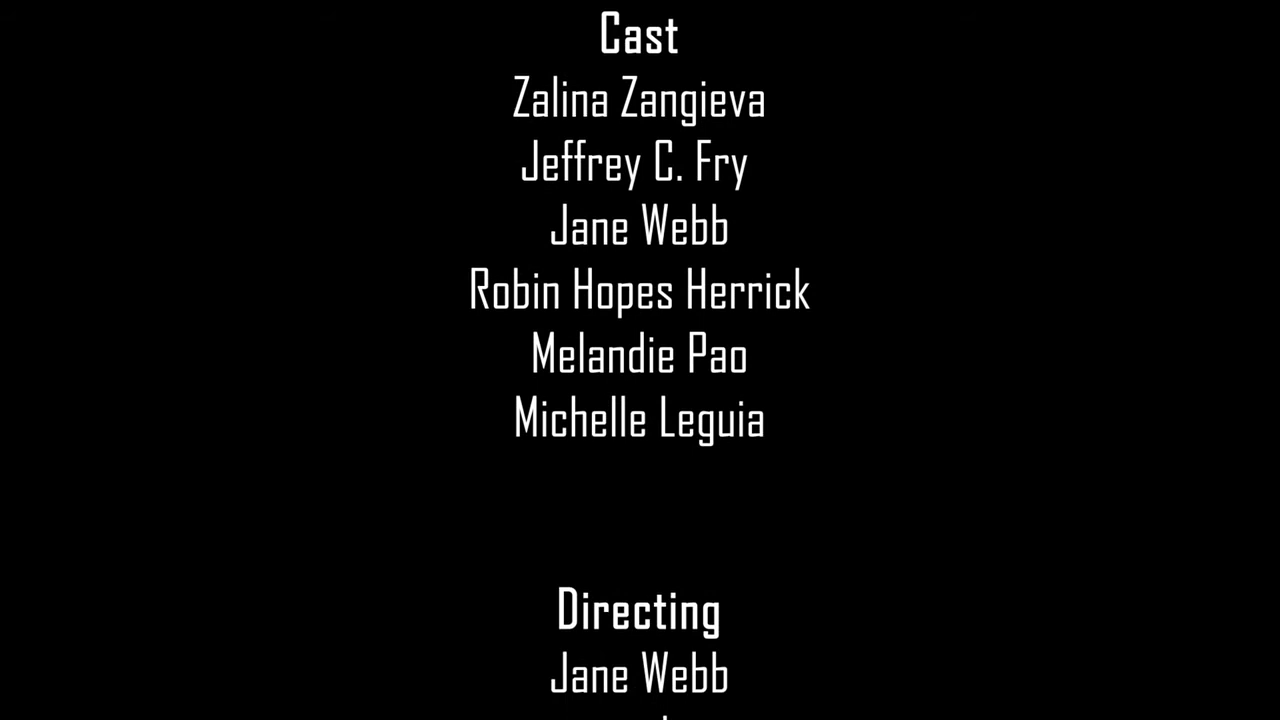 Cast
Zalina Zangieva
Jeffrey C. Fry
Jane Webb
Robin Hopes Herrick
Melandie Pao
Michelle Leguia
Directing
Jane Webb